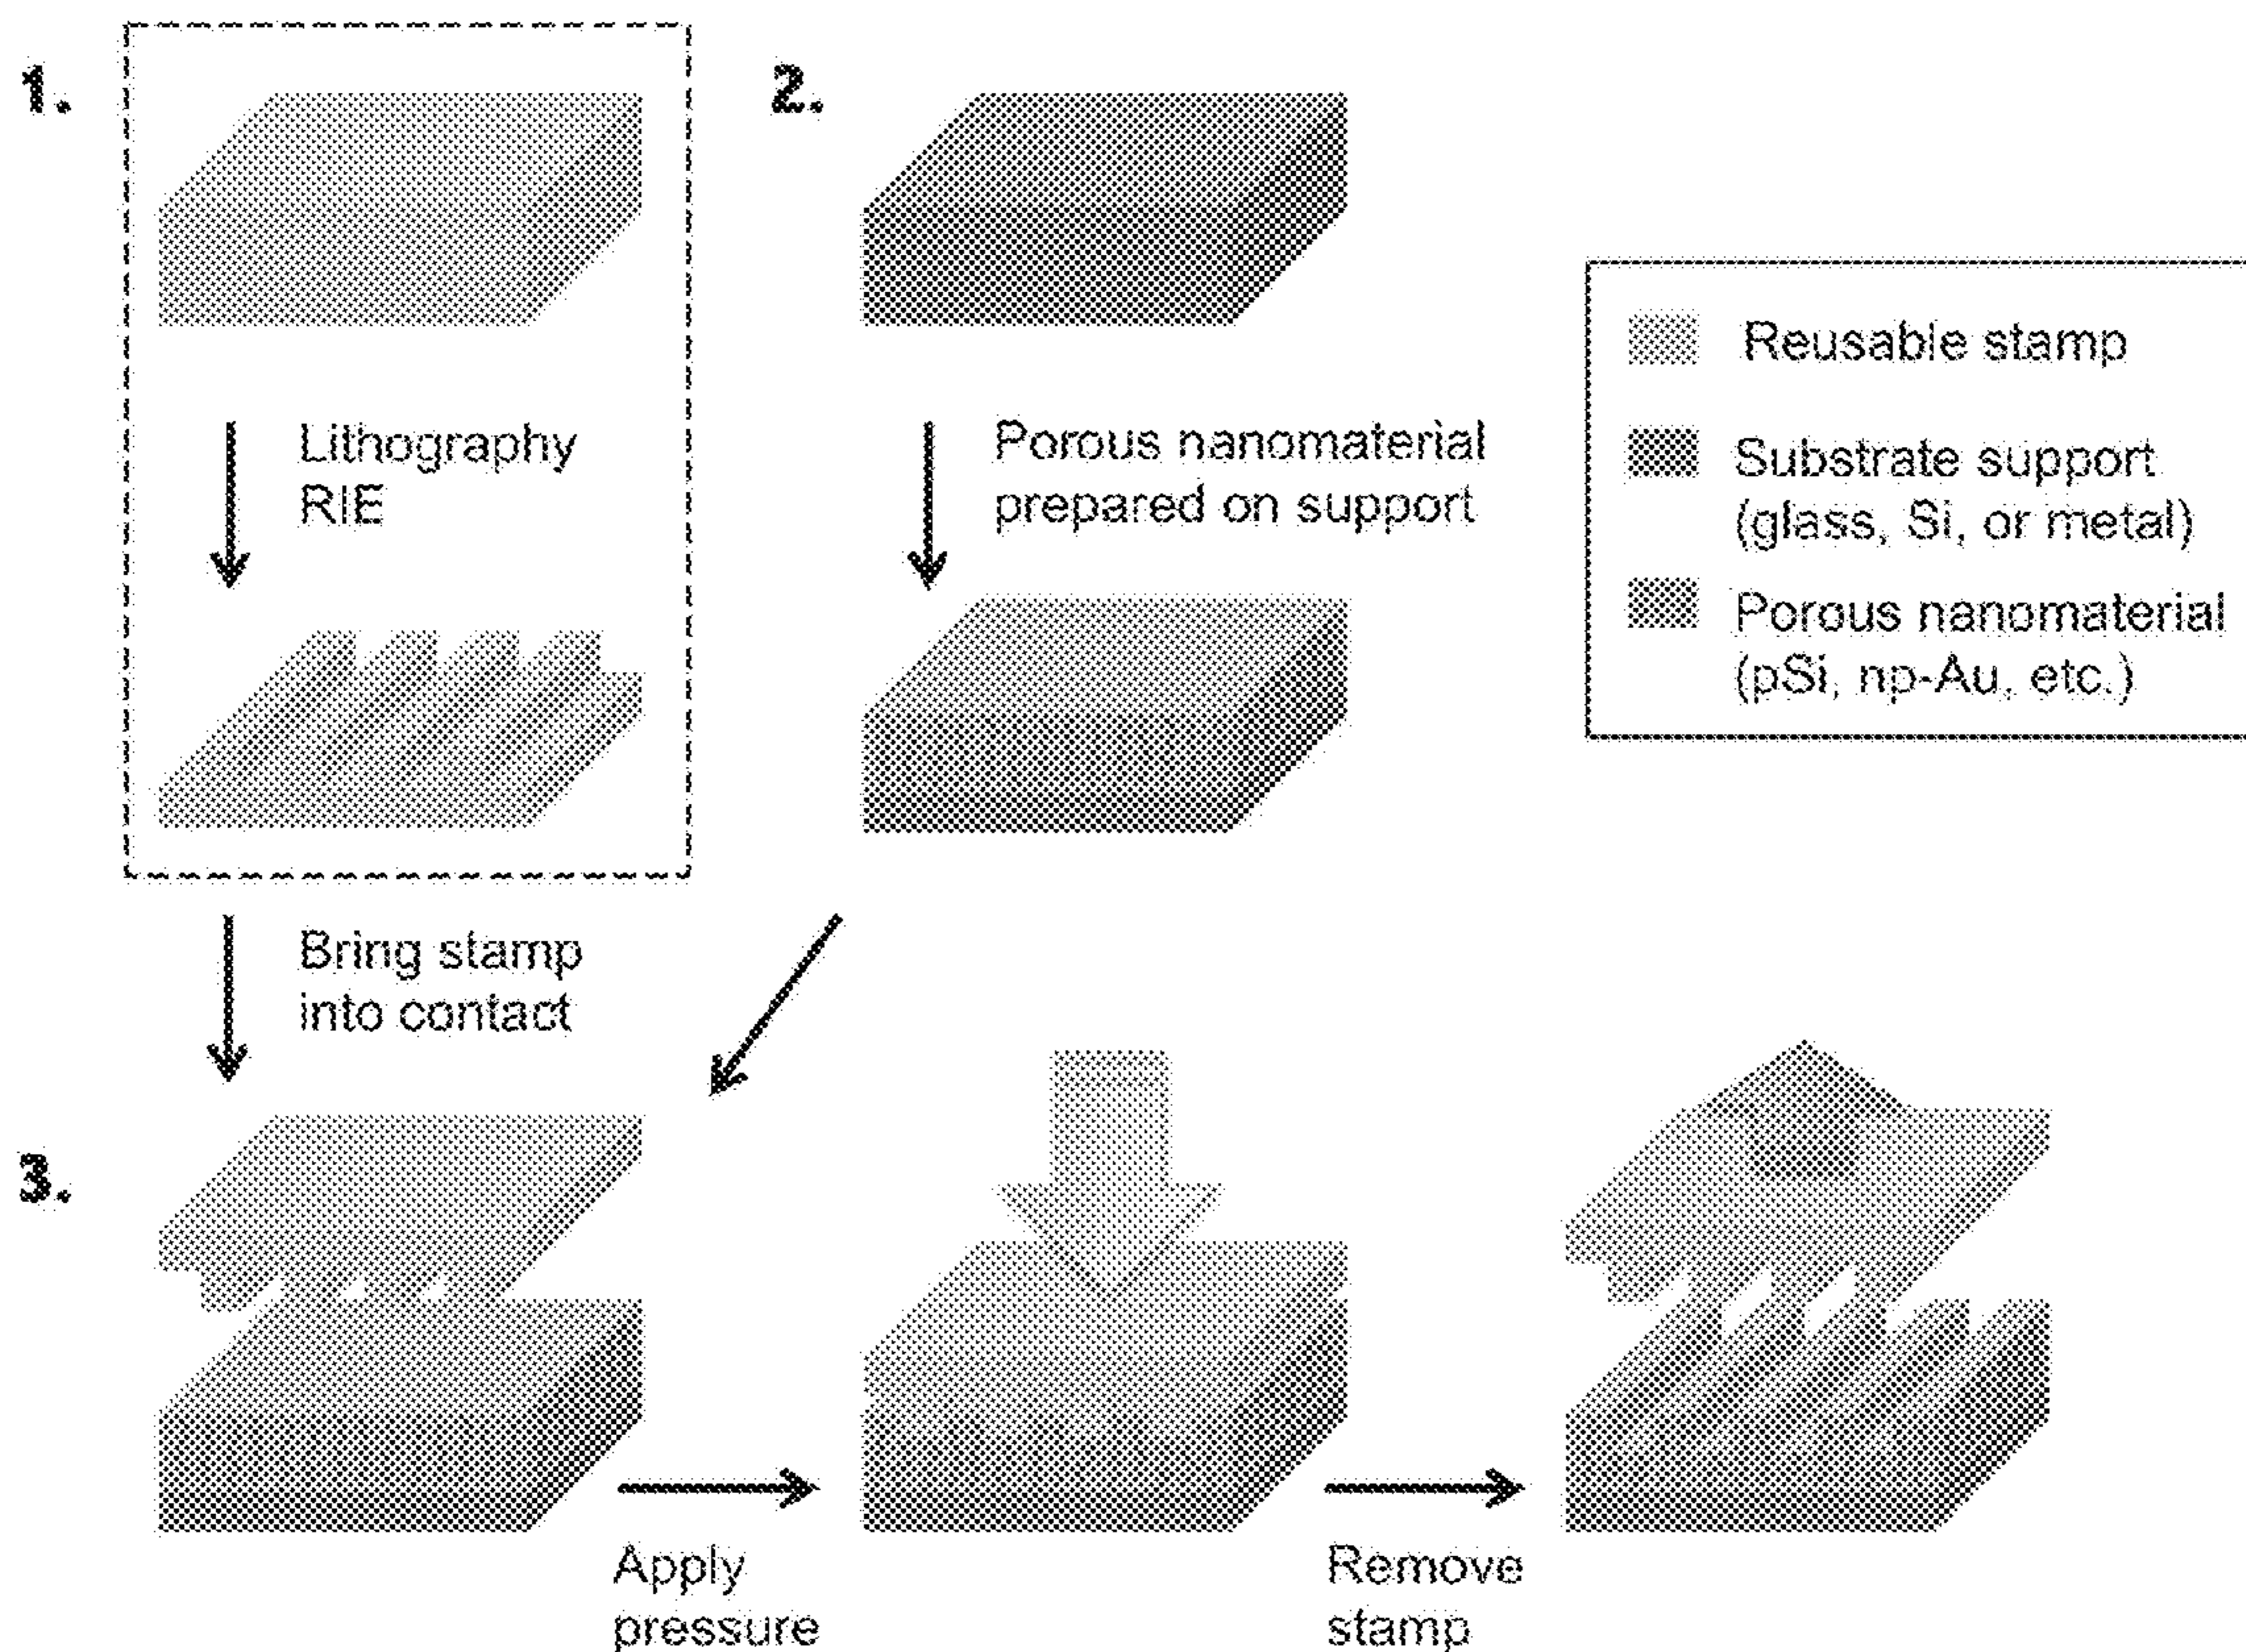 1.
2.
Lithography
RIE
Porous nanomaterial
prepared on support
Reusable stamp
Substrate support
(glass, Si, or metal)
Porous nanomaterial
(pSi, np-Au, etc.)
Bring stamp
into contact
3.
Apply
pressure
Remove
stamp